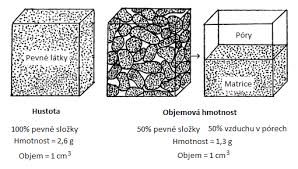 Pevné látky
Póry
Matrice
Hustota
100% pevné složky
Hmotnost = 2,6 g
Objem = 1 cm³
Objemová hmotnost
50% pevné složky 50% vzduchu v pórech
Hmotnost = 1,3 g
Objem = 1 cm³